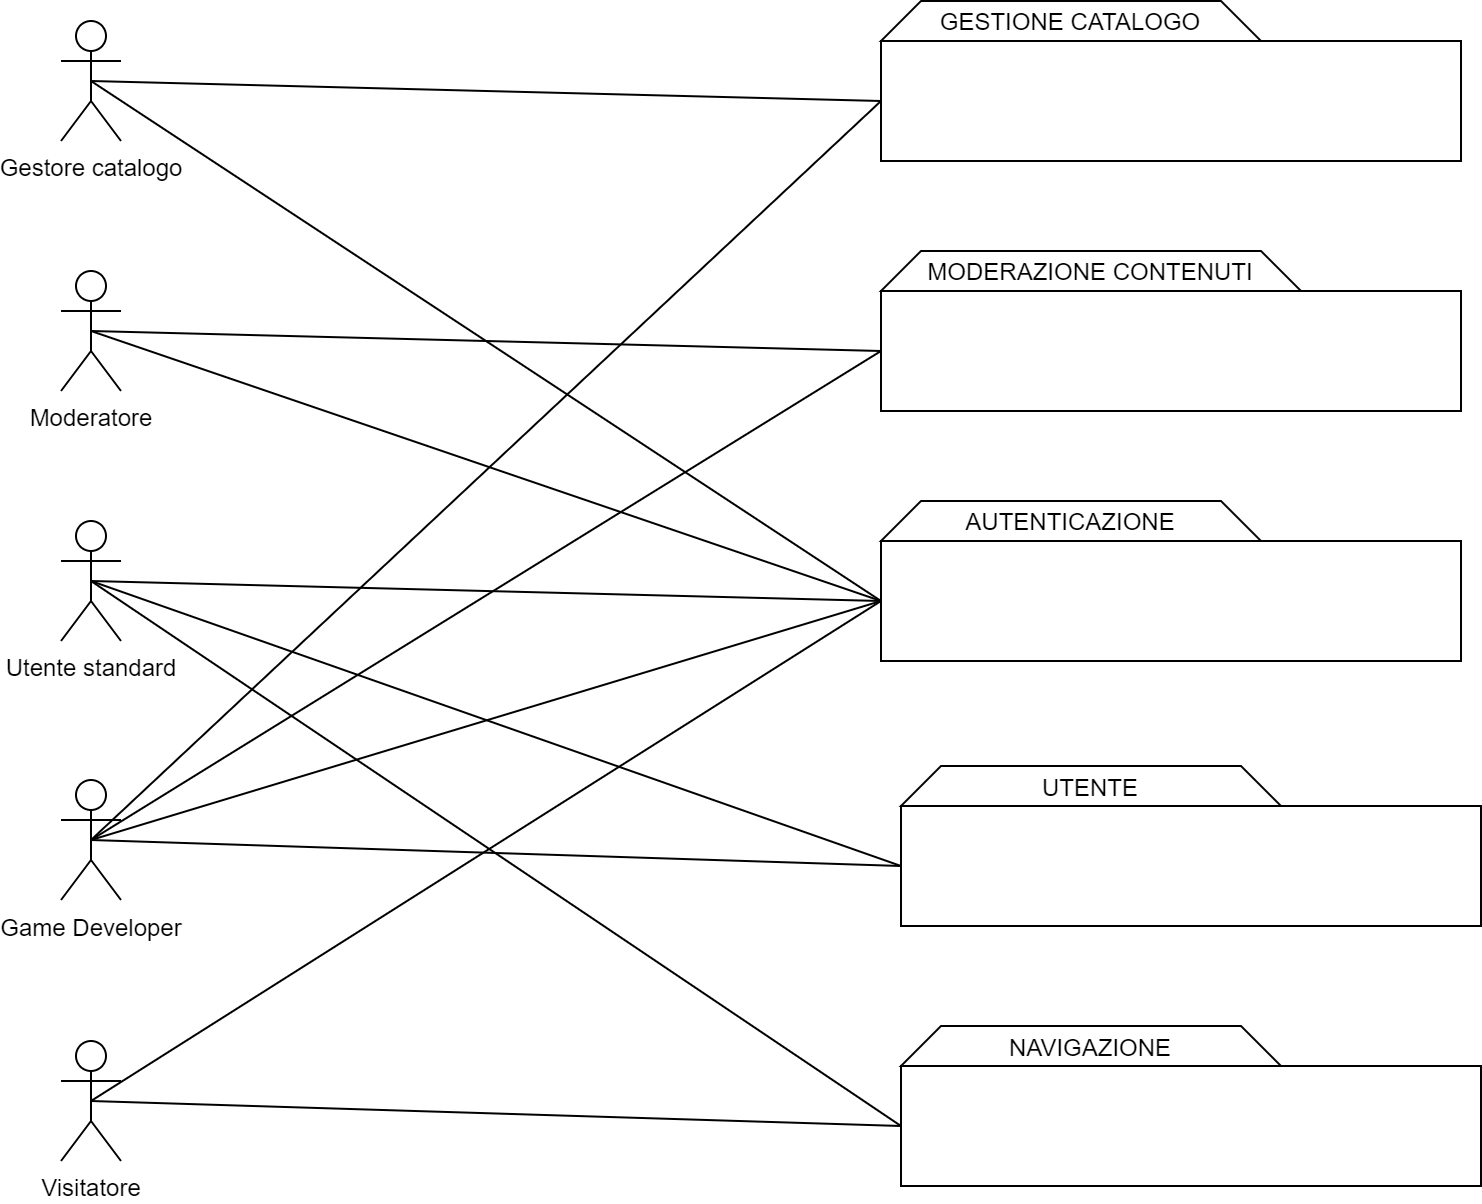 GESTIONE CATALOGO
Gestore catalogo
MODERAZIONE CONTENUTI
Moderatore
AUTENTICAZIONE
Utente standard
UTENTE
Game Developer
NAVIGAZIONE
Visitatore